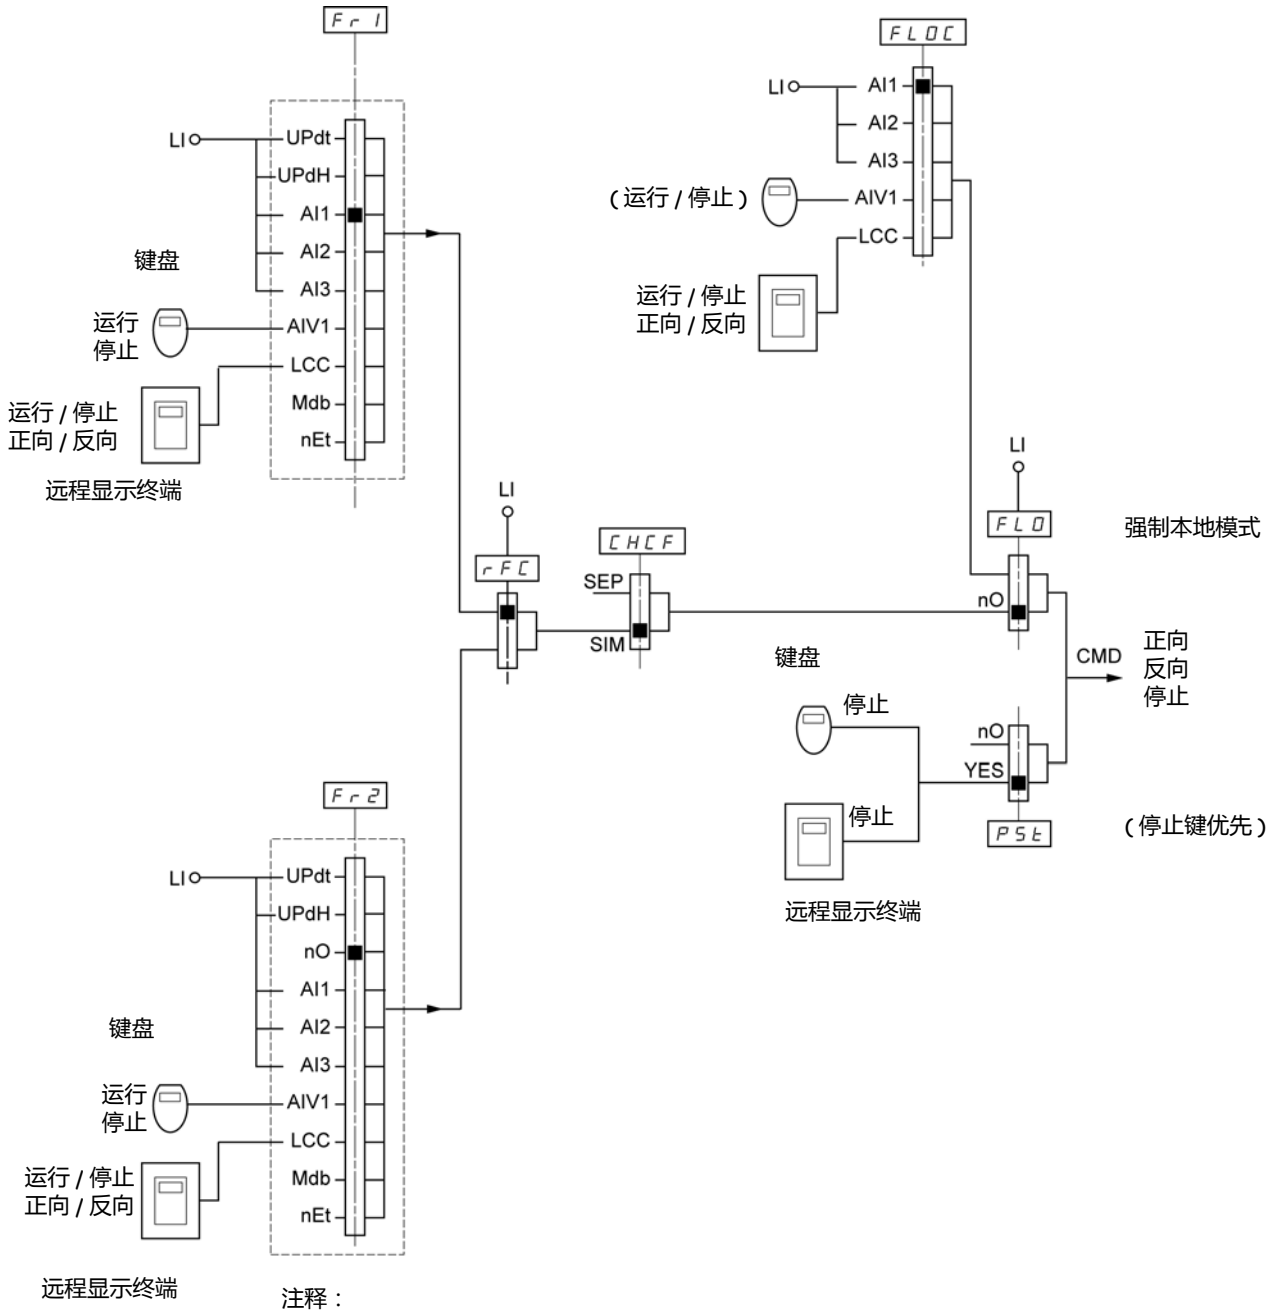 Fr1
LI
UPdt
UPdH
AI1
AI2
AI3
AIV1
LCC
Mdb
nEt
键盘
运行
停止
运行 / 停止
正向 / 反向
远程显示终端
FLOC
LI
AI1
AI2
AI3
AIV1
LCC
( 运行 / 停止 )
运行 / 停止
正向 / 反向
LI
rFC
CHCF
SEP
SIM
LI
FLO
强制本地模式
nO
键盘
停止
停止
远程显示终端
nO
YES
PSt
( 停止键优先 )
CMD
正向
反向
停止
Fr2
LI
UPdt
UPdH
nO
AI1
AI2
AI3
AIV1
LCC
Mdb
nEt
键盘
运行
停止
运行 / 停止
正向 / 反向
远程显示终端
注释：